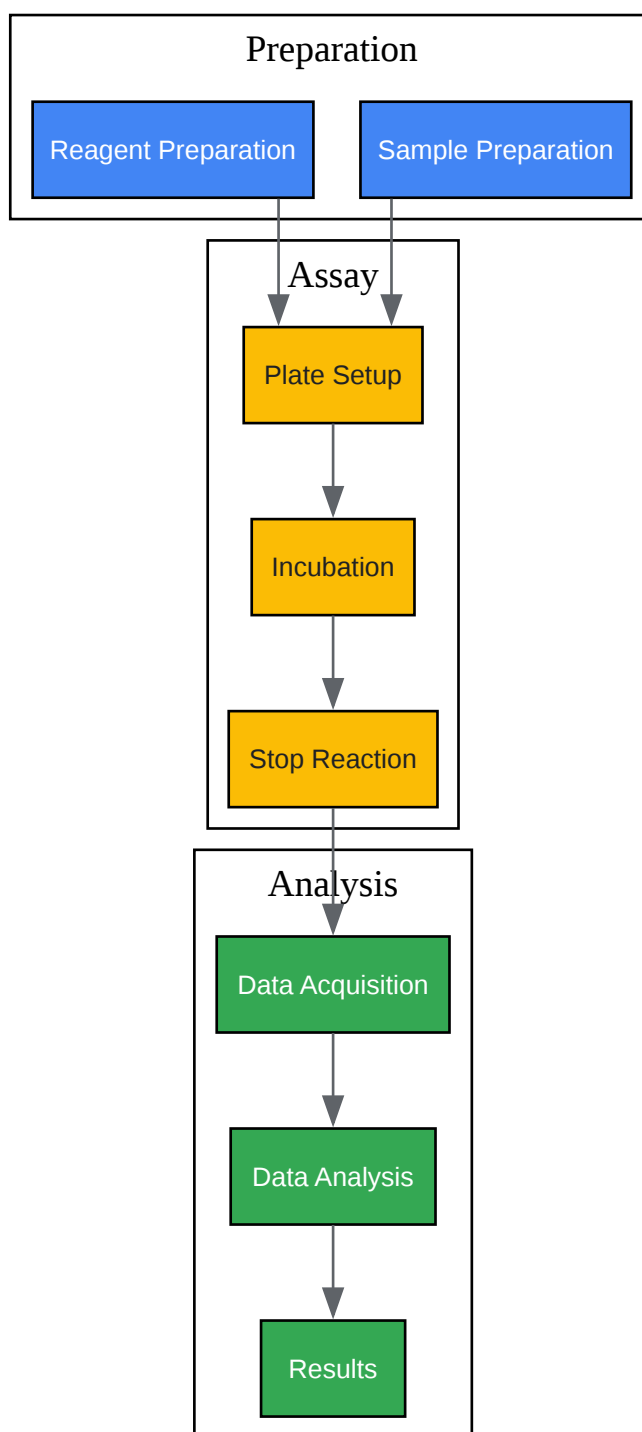 Preparation
Reagent Preparation
Sample Preparation
Assay
Plate Setup
Incubation
Stop Reaction
Analysis
Data Acquisition
Data Analysis
Results